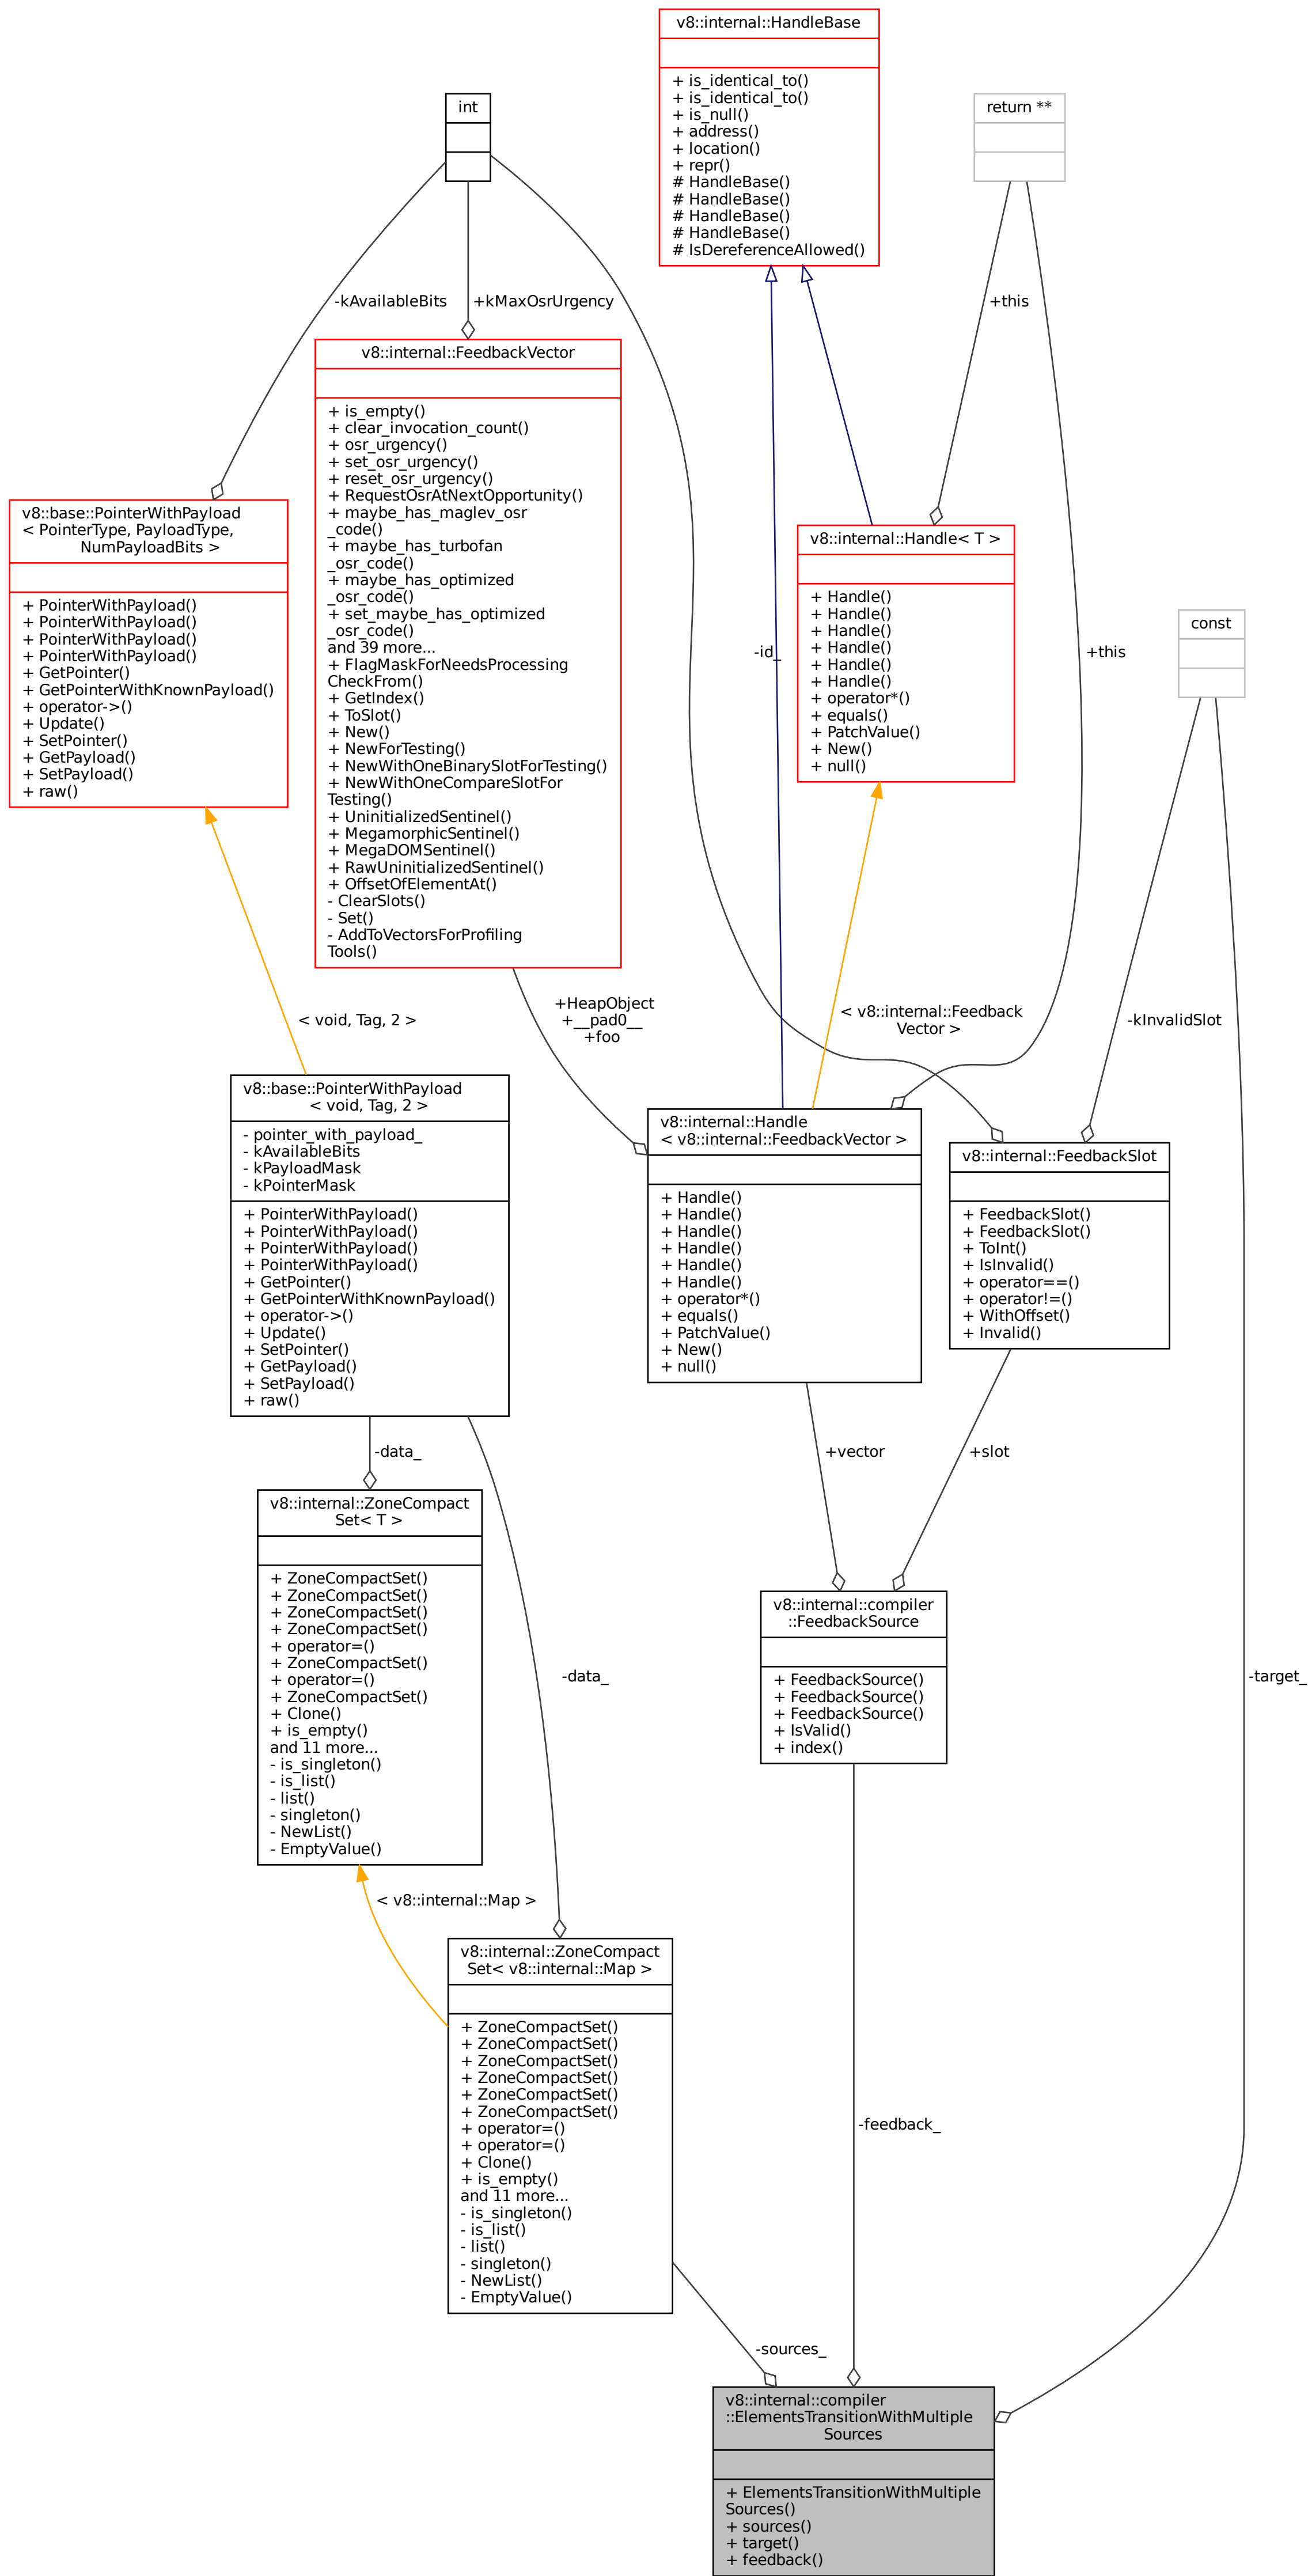 v8::internal::HandleBase
+ is_identical_to()
+ is_identical_to()
+ is_null()
+ address()
+ location()
+ repr()
# HandleBase()
# HandleBase()
# HandleBase()
# HandleBase()
# IsDereferenceAllowed()
int
return **
-kAvailableBits
+kMaxOsrUrgency
+this
v8::internal::FeedbackVector
+ is_empty()
+ clear_invocation_count()
+ osr_urgency()
+ set_osr_urgency()
+ reset_osr_urgency()
+ RequestOsrAtNextOpportunity()
+ maybe_has_maglev_osr
_code()
+ maybe_has_turbofan
_osr_code()
+ maybe_has_optimized
_osr_code()
+ set_maybe_has_optimized
_osr_code()
and 39 more...
+ FlagMaskForNeedsProcessing
CheckFrom()
+ GetIndex()
+ ToSlot()
+ New()
+ NewForTesting()
+ NewWithOneBinarySlotForTesting()
+ NewWithOneCompareSlotFor
Testing()
+ UninitializedSentinel()
+ MegamorphicSentinel()
+ MegaDOMSentinel()
+ RawUninitializedSentinel()
+ OffsetOfElementAt()
- ClearSlots()
- Set()
- AddToVectorsForProfiling
Tools()
v8::base::PointerWithPayload
< PointerType, PayloadType,
NumPayloadBits >
+ PointerWithPayload()
+ PointerWithPayload()
+ PointerWithPayload()
+ PointerWithPayload()
+ GetPointer()
+ GetPointerWithKnownPayload()
+ operator->()
+ Update()
+ SetPointer()
+ GetPayload()
+ SetPayload()
+ raw()
v8::internal::Handle< T >
+ Handle()
+ Handle()
+ Handle()
+ Handle()
+ Handle()
+ Handle()
+ operator*()
+ equals()
+ PatchValue()
+ New()
+ null()
-id_
+this
const
< void, Tag, 2 >
+HeapObject
+__pad0__
+foo
< v8::internal::Feedback
Vector >
-kInvalidSlot
v8::base::PointerWithPayload
< void, Tag, 2 >
- pointer_with_payload_
- kAvailableBits
- kPayloadMask
- kPointerMask
+ PointerWithPayload()
+ PointerWithPayload()
+ PointerWithPayload()
+ PointerWithPayload()
+ GetPointer()
+ GetPointerWithKnownPayload()
+ operator->()
+ Update()
+ SetPointer()
+ GetPayload()
+ SetPayload()
+ raw()
v8::internal::Handle
< v8::internal::FeedbackVector >
+ Handle()
+ Handle()
+ Handle()
+ Handle()
+ Handle()
+ Handle()
+ operator*()
+ equals()
+ PatchValue()
+ New()
+ null()
v8::internal::FeedbackSlot
+ FeedbackSlot()
+ FeedbackSlot()
+ ToInt()
+ IsInvalid()
+ operator==()
+ operator!=()
+ WithOffset()
+ Invalid()
-data_
+vector
+slot
v8::internal::ZoneCompact
Set< T >
+ ZoneCompactSet()
+ ZoneCompactSet()
+ ZoneCompactSet()
+ ZoneCompactSet()
+ operator=()
+ ZoneCompactSet()
+ operator=()
+ ZoneCompactSet()
+ Clone()
+ is_empty()
and 11 more...
- is_singleton()
- is_list()
- list()
- singleton()
- NewList()
- EmptyValue()
-data_
v8::internal::compiler
::FeedbackSource
+ FeedbackSource()
+ FeedbackSource()
+ FeedbackSource()
+ IsValid()
+ index()
-target_
< v8::internal::Map >
v8::internal::ZoneCompact
Set< v8::internal::Map >
+ ZoneCompactSet()
+ ZoneCompactSet()
+ ZoneCompactSet()
+ ZoneCompactSet()
+ ZoneCompactSet()
+ ZoneCompactSet()
+ operator=()
+ operator=()
+ Clone()
+ is_empty()
and 11 more...
- is_singleton()
- is_list()
- list()
- singleton()
- NewList()
- EmptyValue()
-feedback_
-sources_
v8::internal::compiler
::ElementsTransitionWithMultiple
Sources
+ ElementsTransitionWithMultiple
Sources()
+ sources()
+ target()
+ feedback()